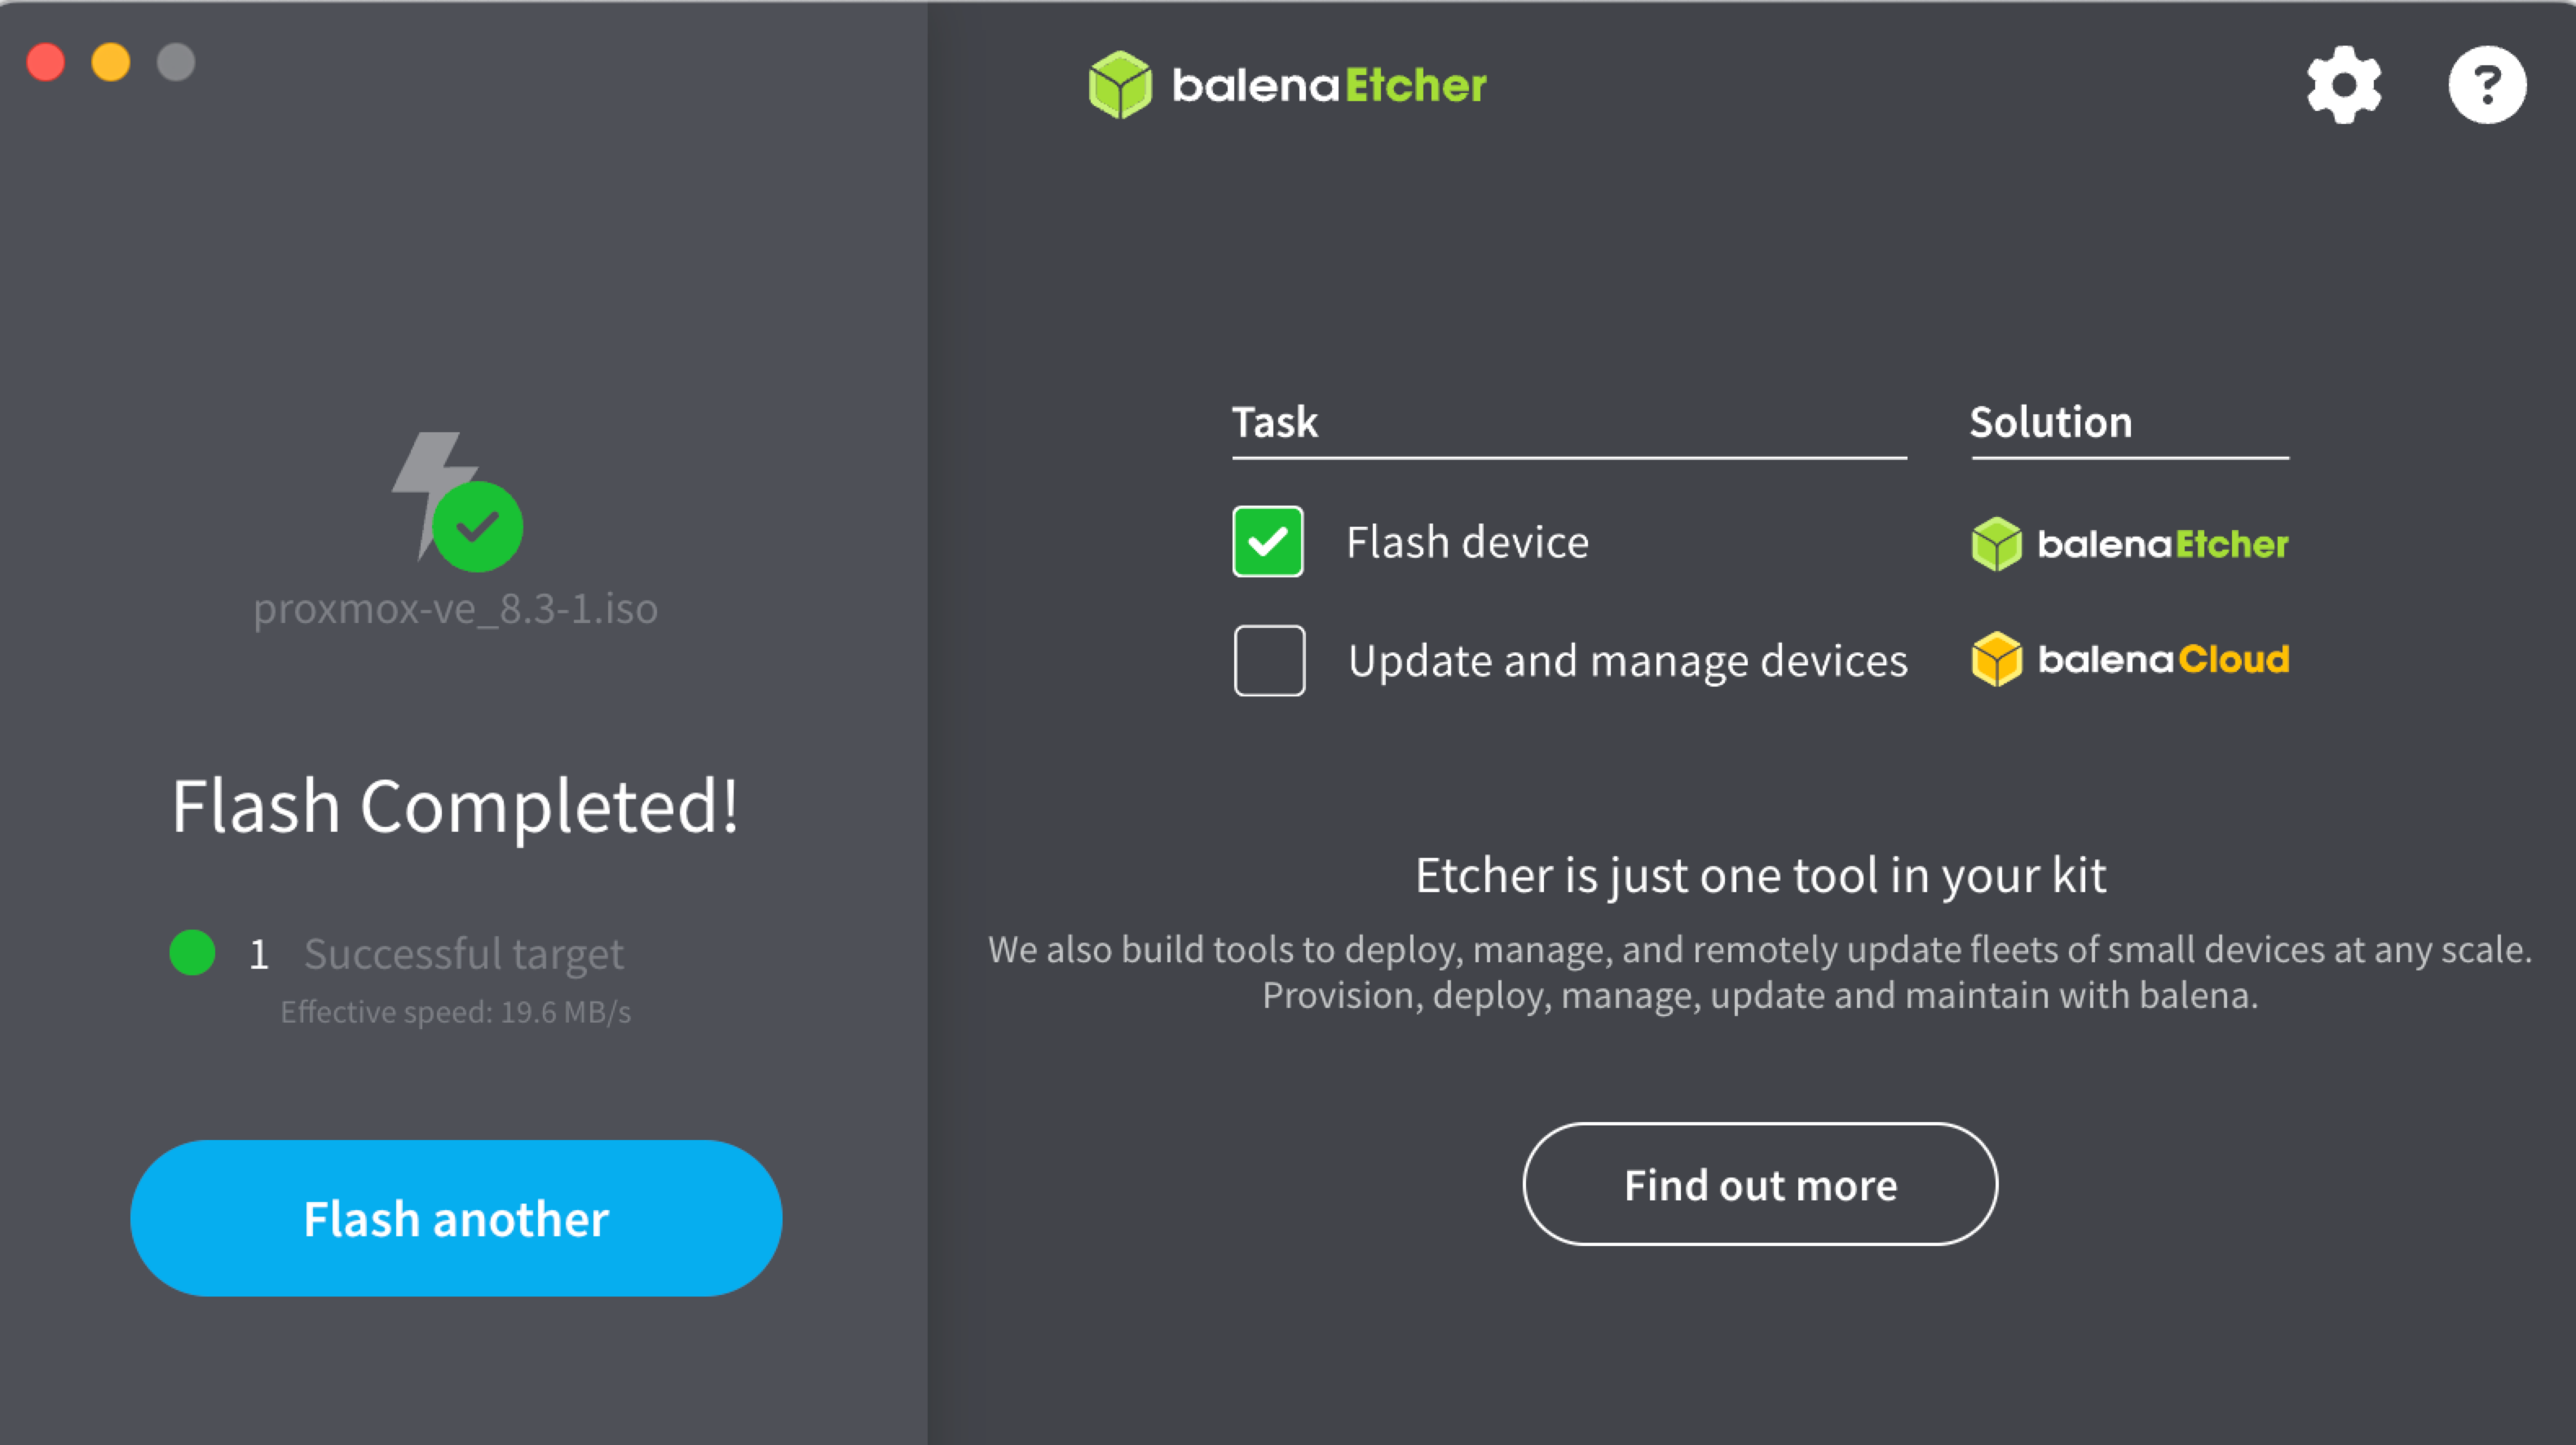 balenaEtcher
?
proxmox-ve_8.3-1.iso
Flash Completed!
1 Successful target
Effective speed: 19.6 MB/s
Flash another
Task Solution
Flash device balenaEtcher
Update and manage devices balenaCloud
Etcher is just one tool in your kit
We also build tools to deploy, manage, and remotely update fleets of small devices at any scale.
Provision, deploy, manage, update and maintain with balena.
Find out more